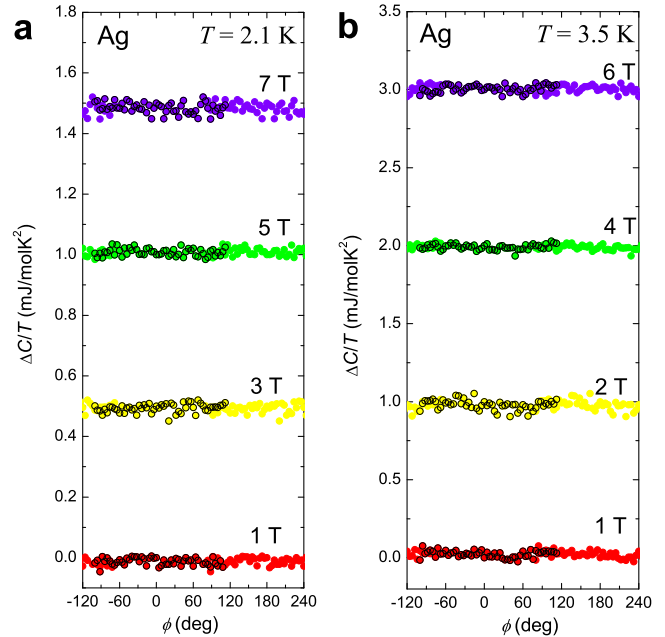 a
Ag
T = 2.1 K
7 T
5 T
3 T
1 T
1.8
1.6
1.4
1.2
1.0
0.8
0.6
0.4
0.2
0.0
ΔC/T (mJ/molK²)
-120 -60 0 60 120 180 240
ϕ (deg)
b
Ag
T = 3.5 K
6 T
4 T
2 T
1 T
3.5
3.0
2.5
2.0
1.5
1.0
0.5
0.0
ΔC/T (mJ/molK²)
-120 -60 0 60 120 180 240
ϕ (deg)